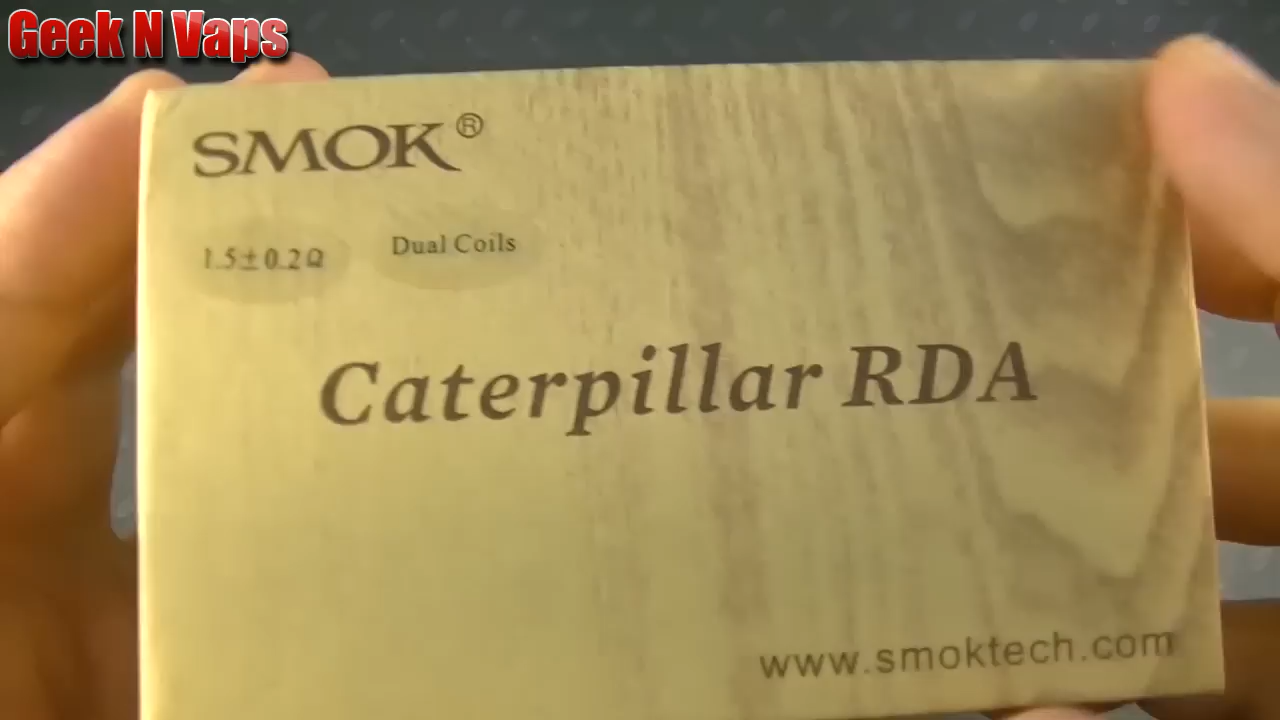 Geek N Vaps
SMOK®
1.5±0.2Ω
Dual Coils
Caterpillar RDA
www.smoktech.com